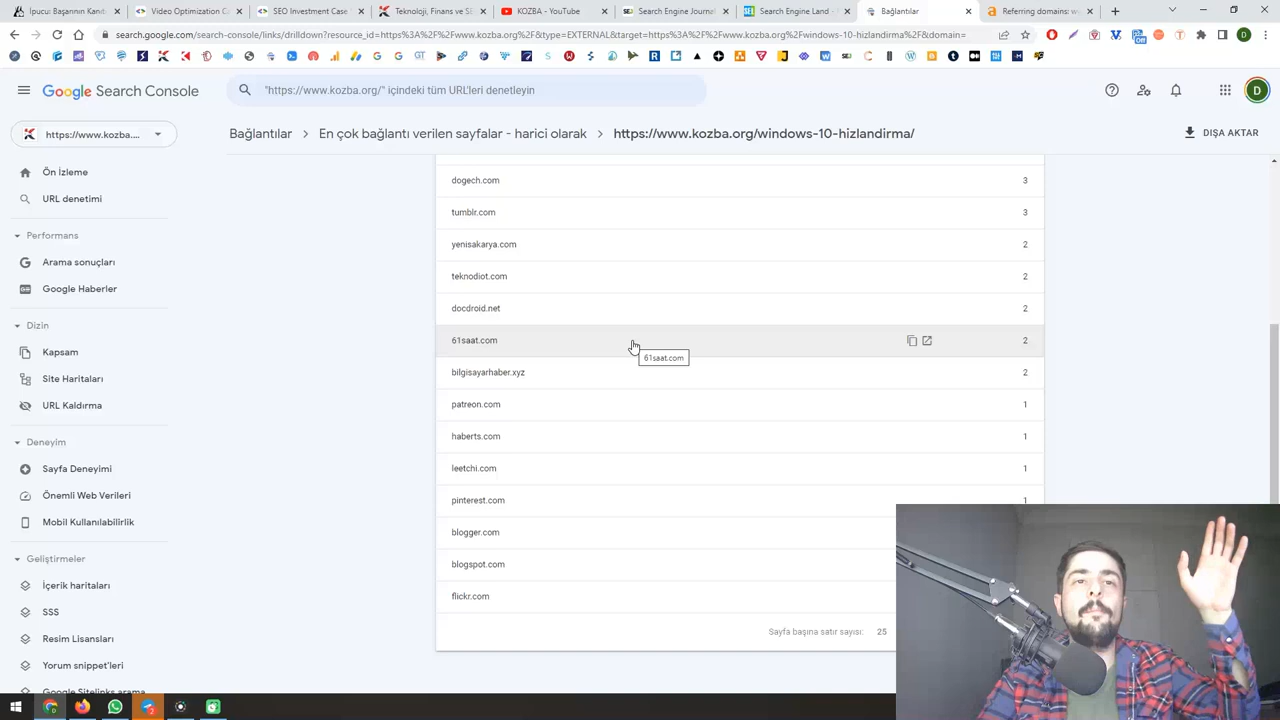 İpucu: Başarının Kanıtı
Video Optimization C
SEO Investment Case
Teknoloji, Finans ve SE
KOZBA - YouTube
Search Engine Journal
Search Engine Land -
Bağlantılar
Referring domains: w
search.google.com/search-console/links/drilldown?resource_id=https%3A%2F%2Fwww.kozba.org%2F&type=EXTERNAL&target=https%3A%2F%2Fwww.kozba.org%2Fwindows-10-hizlandirma%2F&domain=
Google Search Console
"https://www.kozba.org/" içindeki tüm URL'leri denetleyin
D
https://www.kozba....
Bağlantılar
En çok bağlantı verilen sayfalar - harici olarak
https://www.kozba.org/windows-10-hizlandirma/
DIŞA AKTAR
Ön İzleme
URL denetimi
Performans
Arama sonuçları
Google Haberler
Dizin
Kapsam
Site Haritaları
URL Kaldırma
Deneyim
Sayfa Deneyimi
Önemli Web Verileri
Mobil Kullanılabilirlik
Geliştirmeler
İçerik haritaları
SSS
Resim Lisansları
Yorum snippet'leri
Google Sitelinks arama
dogech.com 3
tumblr.com 3
yenisakarya.com 2
teknodiot.com 2
docdroid.net 2
61saat.com 2
61saat.com
bilgisayarhaber.xyz 2
patreon.com 1
haberts.com 1
leetchi.com 1
pinterest.com 1
blogger.com
blogspot.com
flickr.com
Sayfa başına satır sayısı: 25